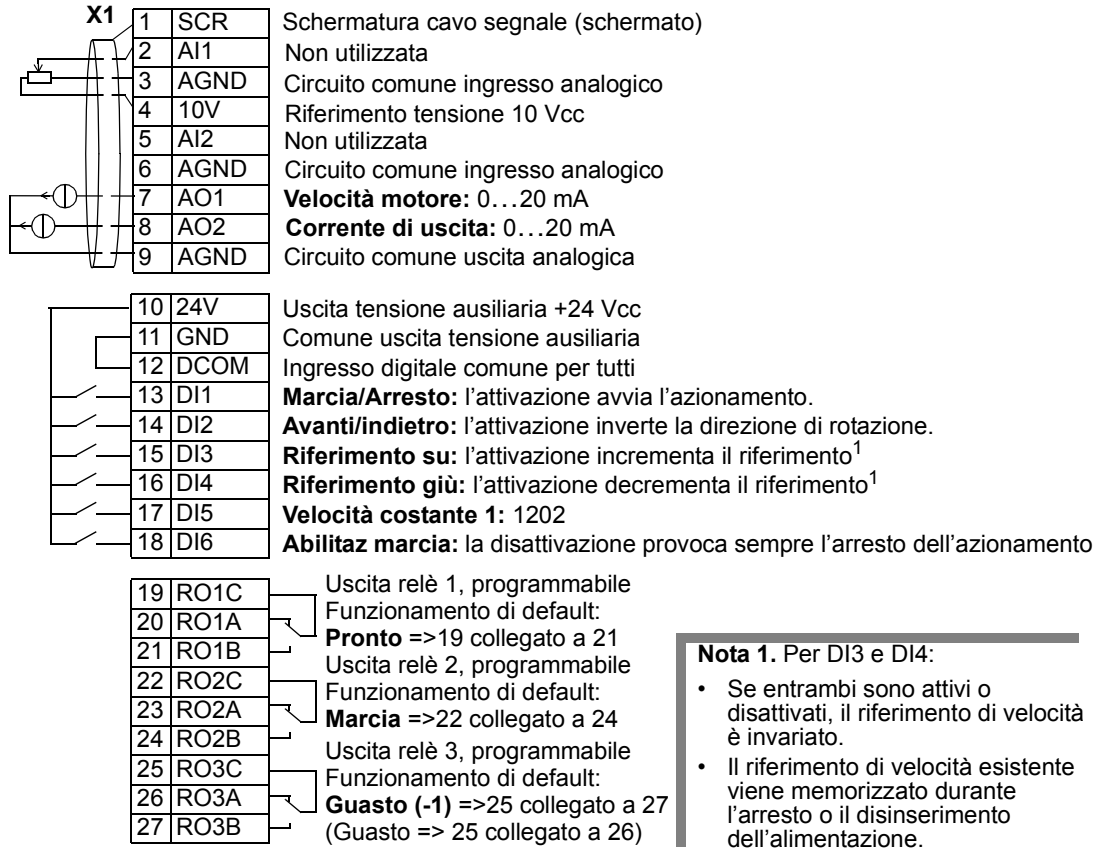 X1
1 SCR Schermatura cavo segnale (schermato)
2 AI1 Non utilizzata
3 AGND Circuito comune ingresso analogico
4 10V Riferimento tensione 10 Vcc
5 AI2 Non utilizzata
6 AGND Circuito comune ingresso analogico
7 AO1 Velocità motore: 0…20 mA
8 AO2 Corrente di uscita: 0…20 mA
9 AGND Circuito comune uscita analogica
10 24V Uscita tensione ausiliaria +24 Vcc
11 GND Comune uscita tensione ausiliaria
12 DCOM Ingresso digitale comune per tutti
13 DI1 Marcia/Arresto: l’attivazione avvia l’azionamento.
14 DI2 Avanti/indietro: l’attivazione inverte la direzione di rotazione.
15 DI3 Riferimento su: l’attivazione incrementa il riferimento1
16 DI4 Riferimento giù: l’attivazione decrementa il riferimento1
17 DI5 Velocità costante 1: 1202
18 DI6 Abilitaz marcia: la disattivazione provoca sempre l’arresto dell’azionamento
19 RO1C
20 RO1A
21 RO1B
22 RO2C
23 RO2A
24 RO2B
25 RO3C
26 RO3A
27 RO3B
Uscita relè 1, programmabile
Funzionamento di default:
Pronto =>19 collegato a 21
Uscita relè 2, programmabile
Funzionamento di default:
Marcia =>22 collegato a 24
Uscita relè 3, programmabile
Funzionamento di default:
Guasto (-1) =>25 collegato a 27
(Guasto => 25 collegato a 26)
Nota 1. Per DI3 e DI4:
• Se entrambi sono attivi o
disattivati, il riferimento di velocità
è invariato.
• Il riferimento di velocità esistente
viene memorizzato durante
l’arresto o il disinserimento
dell’alimentazione.